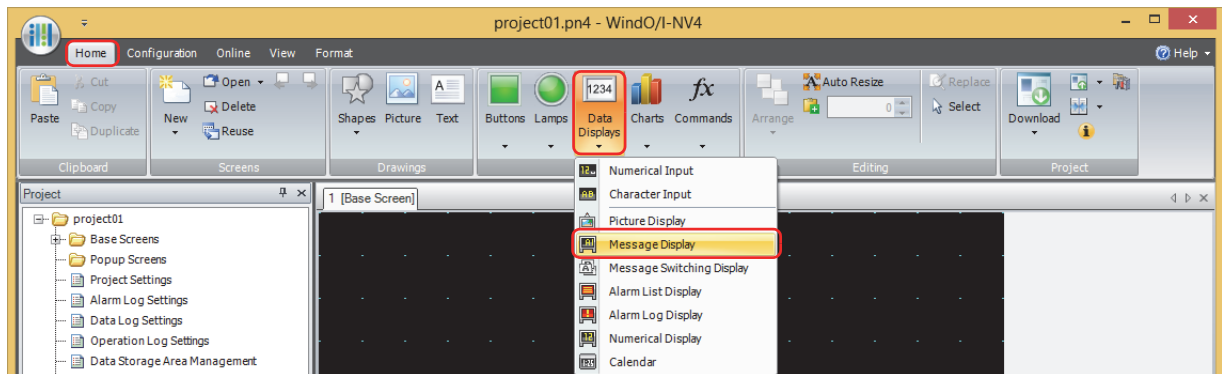 project01.pn4 - WindO/I-NV4
Home Configuration Online View Format Help
Cut Open Auto Resize Replace
Copy Delete 0 Select
Paste Duplicate New Reuse Shapes Picture Text Buttons Lamps Data Displays Charts Commands Arrange Download
1234
A
fx
Clipboard Screens Drawings Editing Project
Project
1 [Base Screen]
project01
Base Screens
Popup Screens
Project Settings
Alarm Log Settings
Data Log Settings
Operation Log Settings
Data Storage Area Management
Numerical Input
Character Input
Picture Display
Message Display
Message Switching Display
Alarm List Display
Alarm Log Display
Numerical Display
Calendar